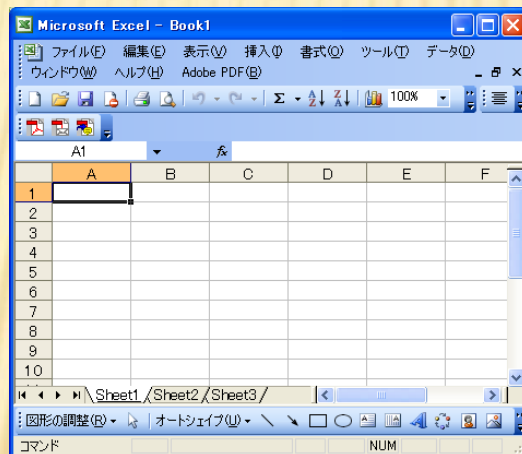 Microsoft Excel - Book1
ファイル(F) 編集(E) 表示(V) 挿入(I) 書式(O) ツール(T) データ(D)
ウィンドウ(W) ヘルプ(H) Adobe PDF(B)
Σ A Z Z A 100%
A1 fx
A B C D E F
1
2
3
4
5
6
7
8
9
10
Sheet1 Sheet2 Sheet3
図形の調整(R) オートシェイプ(U)
コマンド NUM